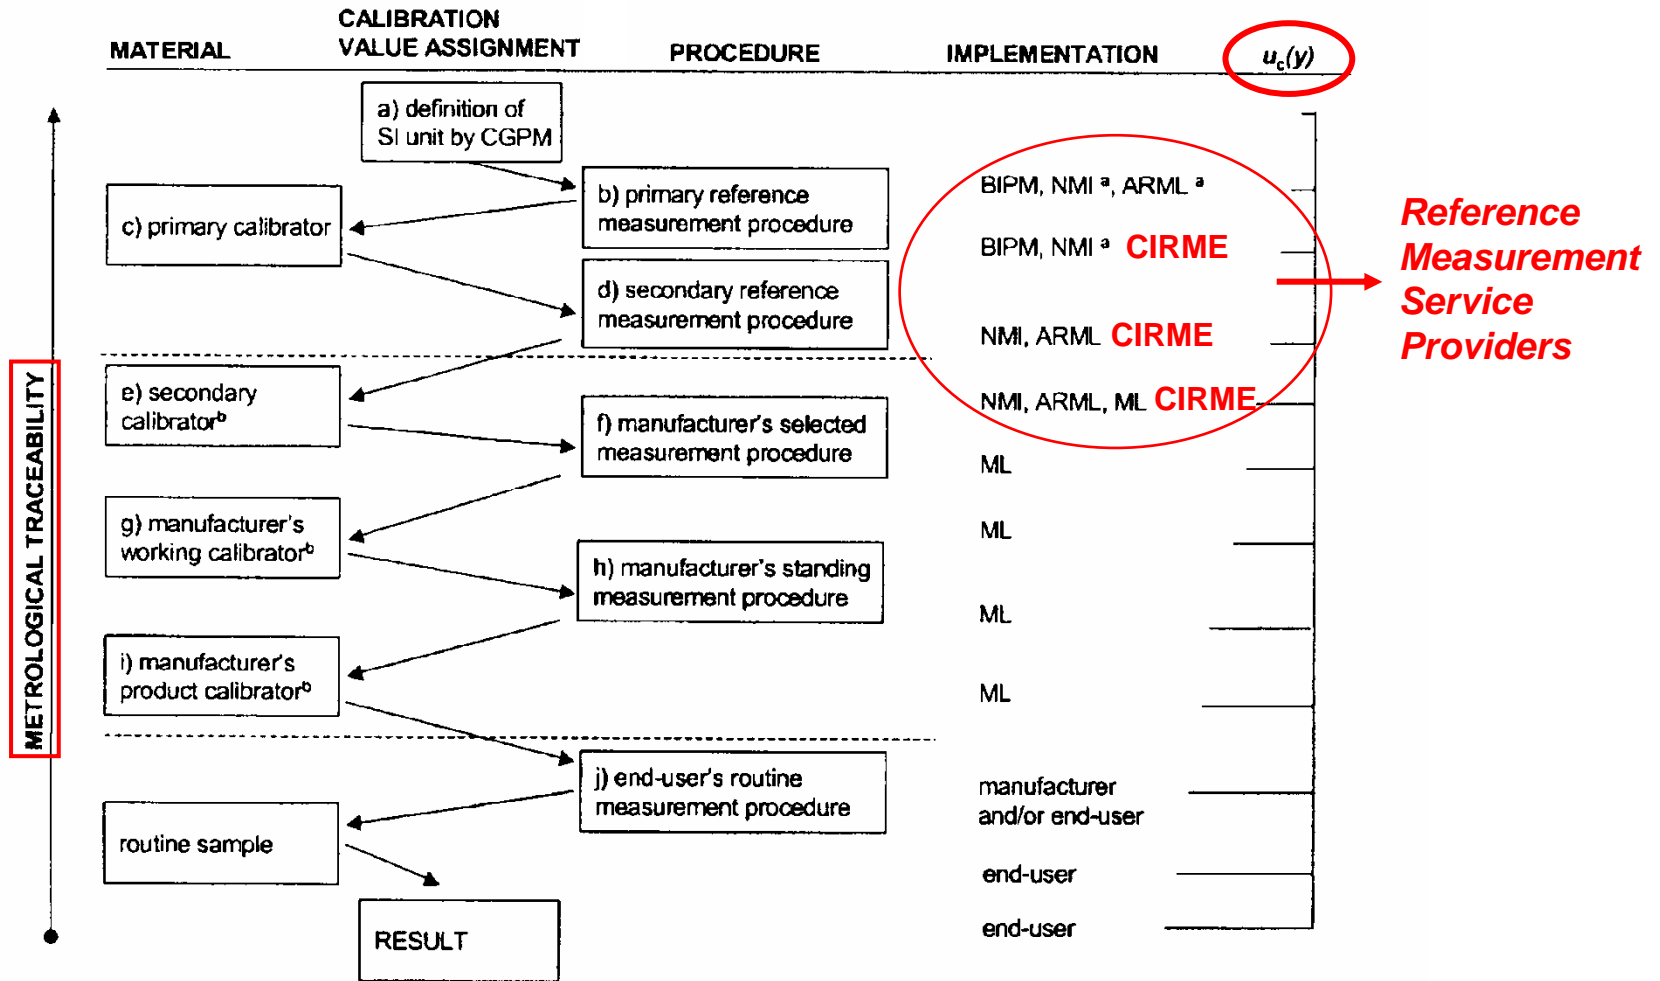 CALIBRATION
MATERIAL VALUE ASSIGNMENT PROCEDURE IMPLEMENTATION u_c(y)
a) definition of
SI unit by CGPM
b) primary reference
measurement procedure
BIPM, NMI ᵃ, ARML ᵃ
c) primary calibrator
BIPM, NMI ᵃ CIRME
d) secondary reference
measurement procedure
NMI, ARML CIRME
Reference
Measurement
Service
Providers
e) secondary
calibratorᵇ
NMI, ARML, ML CIRME
f) manufacturer's selected
measurement procedure
ML
g) manufacturer's
working calibratorᵇ
ML
h) manufacturer's standing
measurement procedure
ML
i) manufacturer's
product calibratorᵇ
ML
j) end-user's routine
measurement procedure
manufacturer
and/or end-user
routine sample
end-user
RESULT
end-user
METROLOGICAL TRACEABILITY